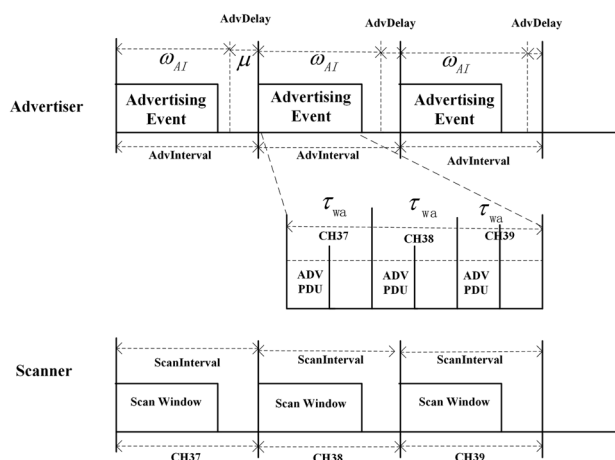 AdvDelay
AdvDelay
AdvDelay
ω_AI
μ
ω_AI
ω_AI
Advertiser
Advertising
Event
Advertising
Event
Advertising
Event
AdvInterval
AdvInterval
AdvInterval
τ_wa
τ_wa
τ_wa
CH37
CH38
CH39
ADV
PDU
ADV
PDU
ADV
PDU
ScanInterval
ScanInterval
ScanInterval
Scanner
Scan Window
Scan Window
Scan Window
CH37
CH38
CH39